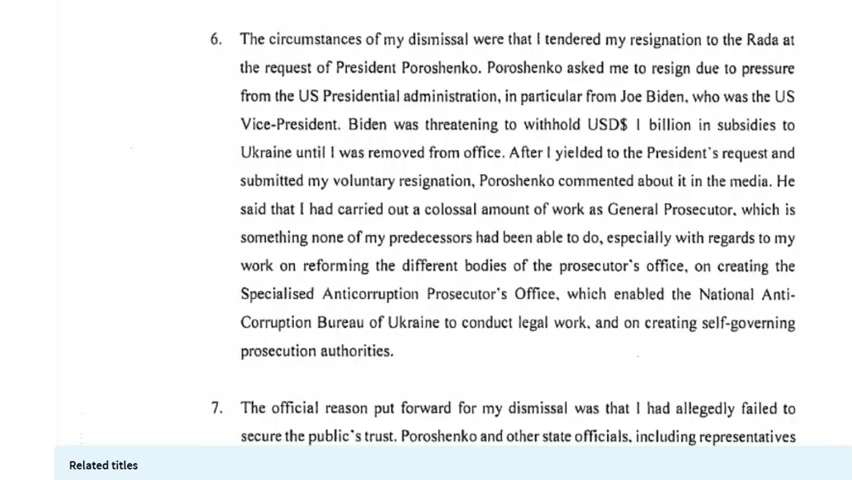 6. The circumstances of my dismissal were that I tendered my resignation to the Rada at
the request of President Poroshenko. Poroshenko asked me to resign due to pressure
from the US Presidential administration, in particular from Joe Biden, who was the US
Vice-President. Biden was threatening to withhold USD$ 1 billion in subsidies to
Ukraine until I was removed from office. After I yielded to the President's request and
submitted my voluntary resignation, Poroshenko commented about it in the media. He
said that I had carried out a colossal amount of work as General Prosecutor, which is
something none of my predecessors had been able to do, especially with regards to my
work on reforming the different bodies of the prosecutor's office, on creating the
Specialised Anticorruption Prosecutor's Office, which enabled the National Anti-
Corruption Bureau of Ukraine to conduct legal work, and on creating self-governing
prosecution authorities.
7. The official reason put forward for my dismissal was that I had allegedly failed to
secure the public's trust. Poroshenko and other state officials, including representatives
Related titles